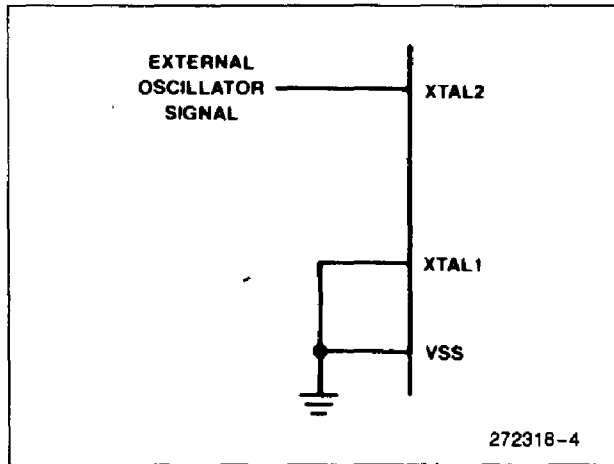 EXTERNAL
OSCILLATOR
SIGNAL
XTAL2
XTAL1
VSS
272318-4